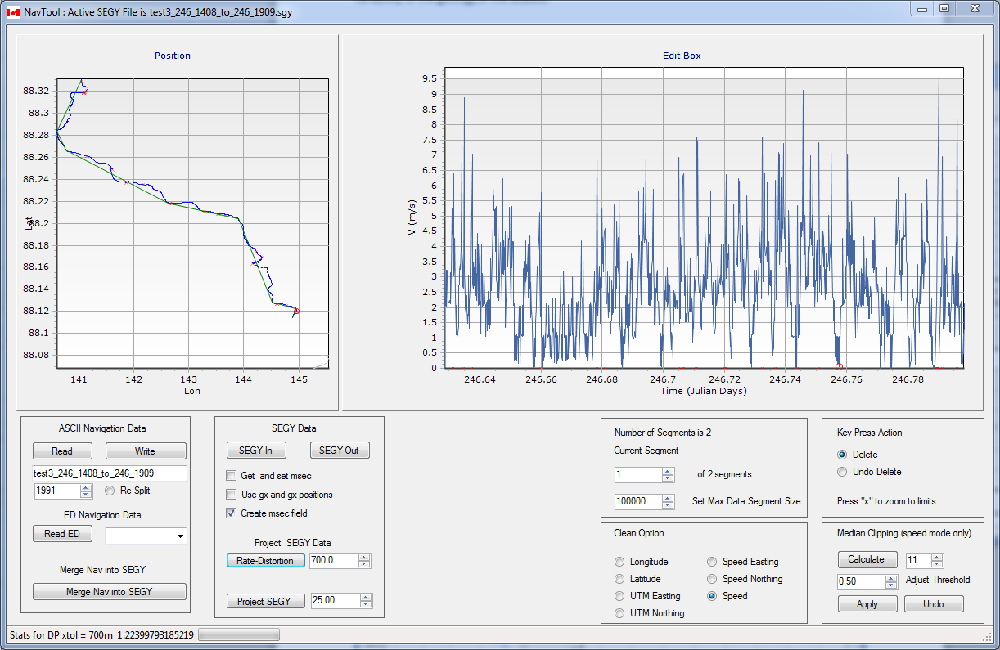 NavTool : Active SEGY File is test3_246_1408_to_246_1909.sgy
Position
88.32
88.3
88.28
88.26
88.24
88.22
88.2
88.18
88.16
88.14
88.12
88.1
88.08
Lat
141 142 143 144 145
Lon
Edit Box
9.5
9
8.5
8
7.5
7
6.5
6
5.5
5
4.5
4
3.5
3
2.5
2
1.5
1
0.5
0
V (m/s)
246.64 246.66 246.68 246.7 246.72 246.74 246.76 246.78
Time (Julian Days)
ASCII Navigation Data
Read Write
test3_246_1408_to_246_1909
1991 Re-Split
ED Navigation Data
Read ED
Merge Nav into SEGY
Merge Nav into SEGY
SEGY Data
SEGY In SEGY Out
Get and set msec
Use gx and gx positions
Create msec field
Project SEGY Data
Rate-Distortion 700.0
Project SEGY 25.00
Number of Segments is 2
Current Segment
1 of 2 segments
100000 Set Max Data Segment Size
Clean Option
Longitude Speed Easting
Latitude Speed Northing
UTM Easting Speed
UTM Northing
Key Press Action
Delete
Undo Delete
Press "x" to zoom to limits
Median Clipping (speed mode only)
Calculate 11
0.50 Adjust Threshold
Apply Undo
Stats for DP xtol = 700m 1.22399793185219